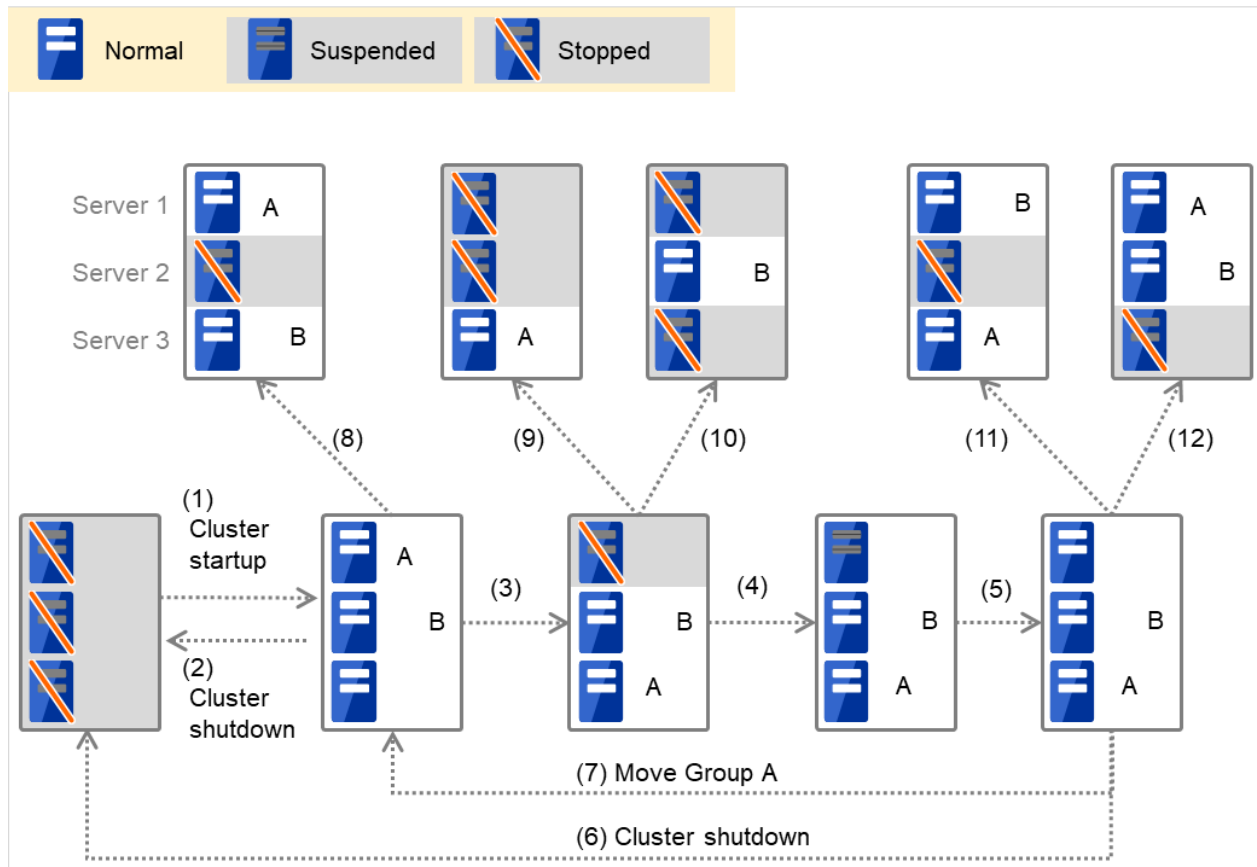 Normal
Suspended
Stopped
Server 1
A
B
A
Server 2
B
B
Server 3
B
A
A
(8)
(9)
(10)
(11)
(12)
(1)
Cluster
startup
A
(3)
(4)
(5)
B
B
B
B
(2)
Cluster
shutdown
A
A
A
(7) Move Group A
(6) Cluster shutdown